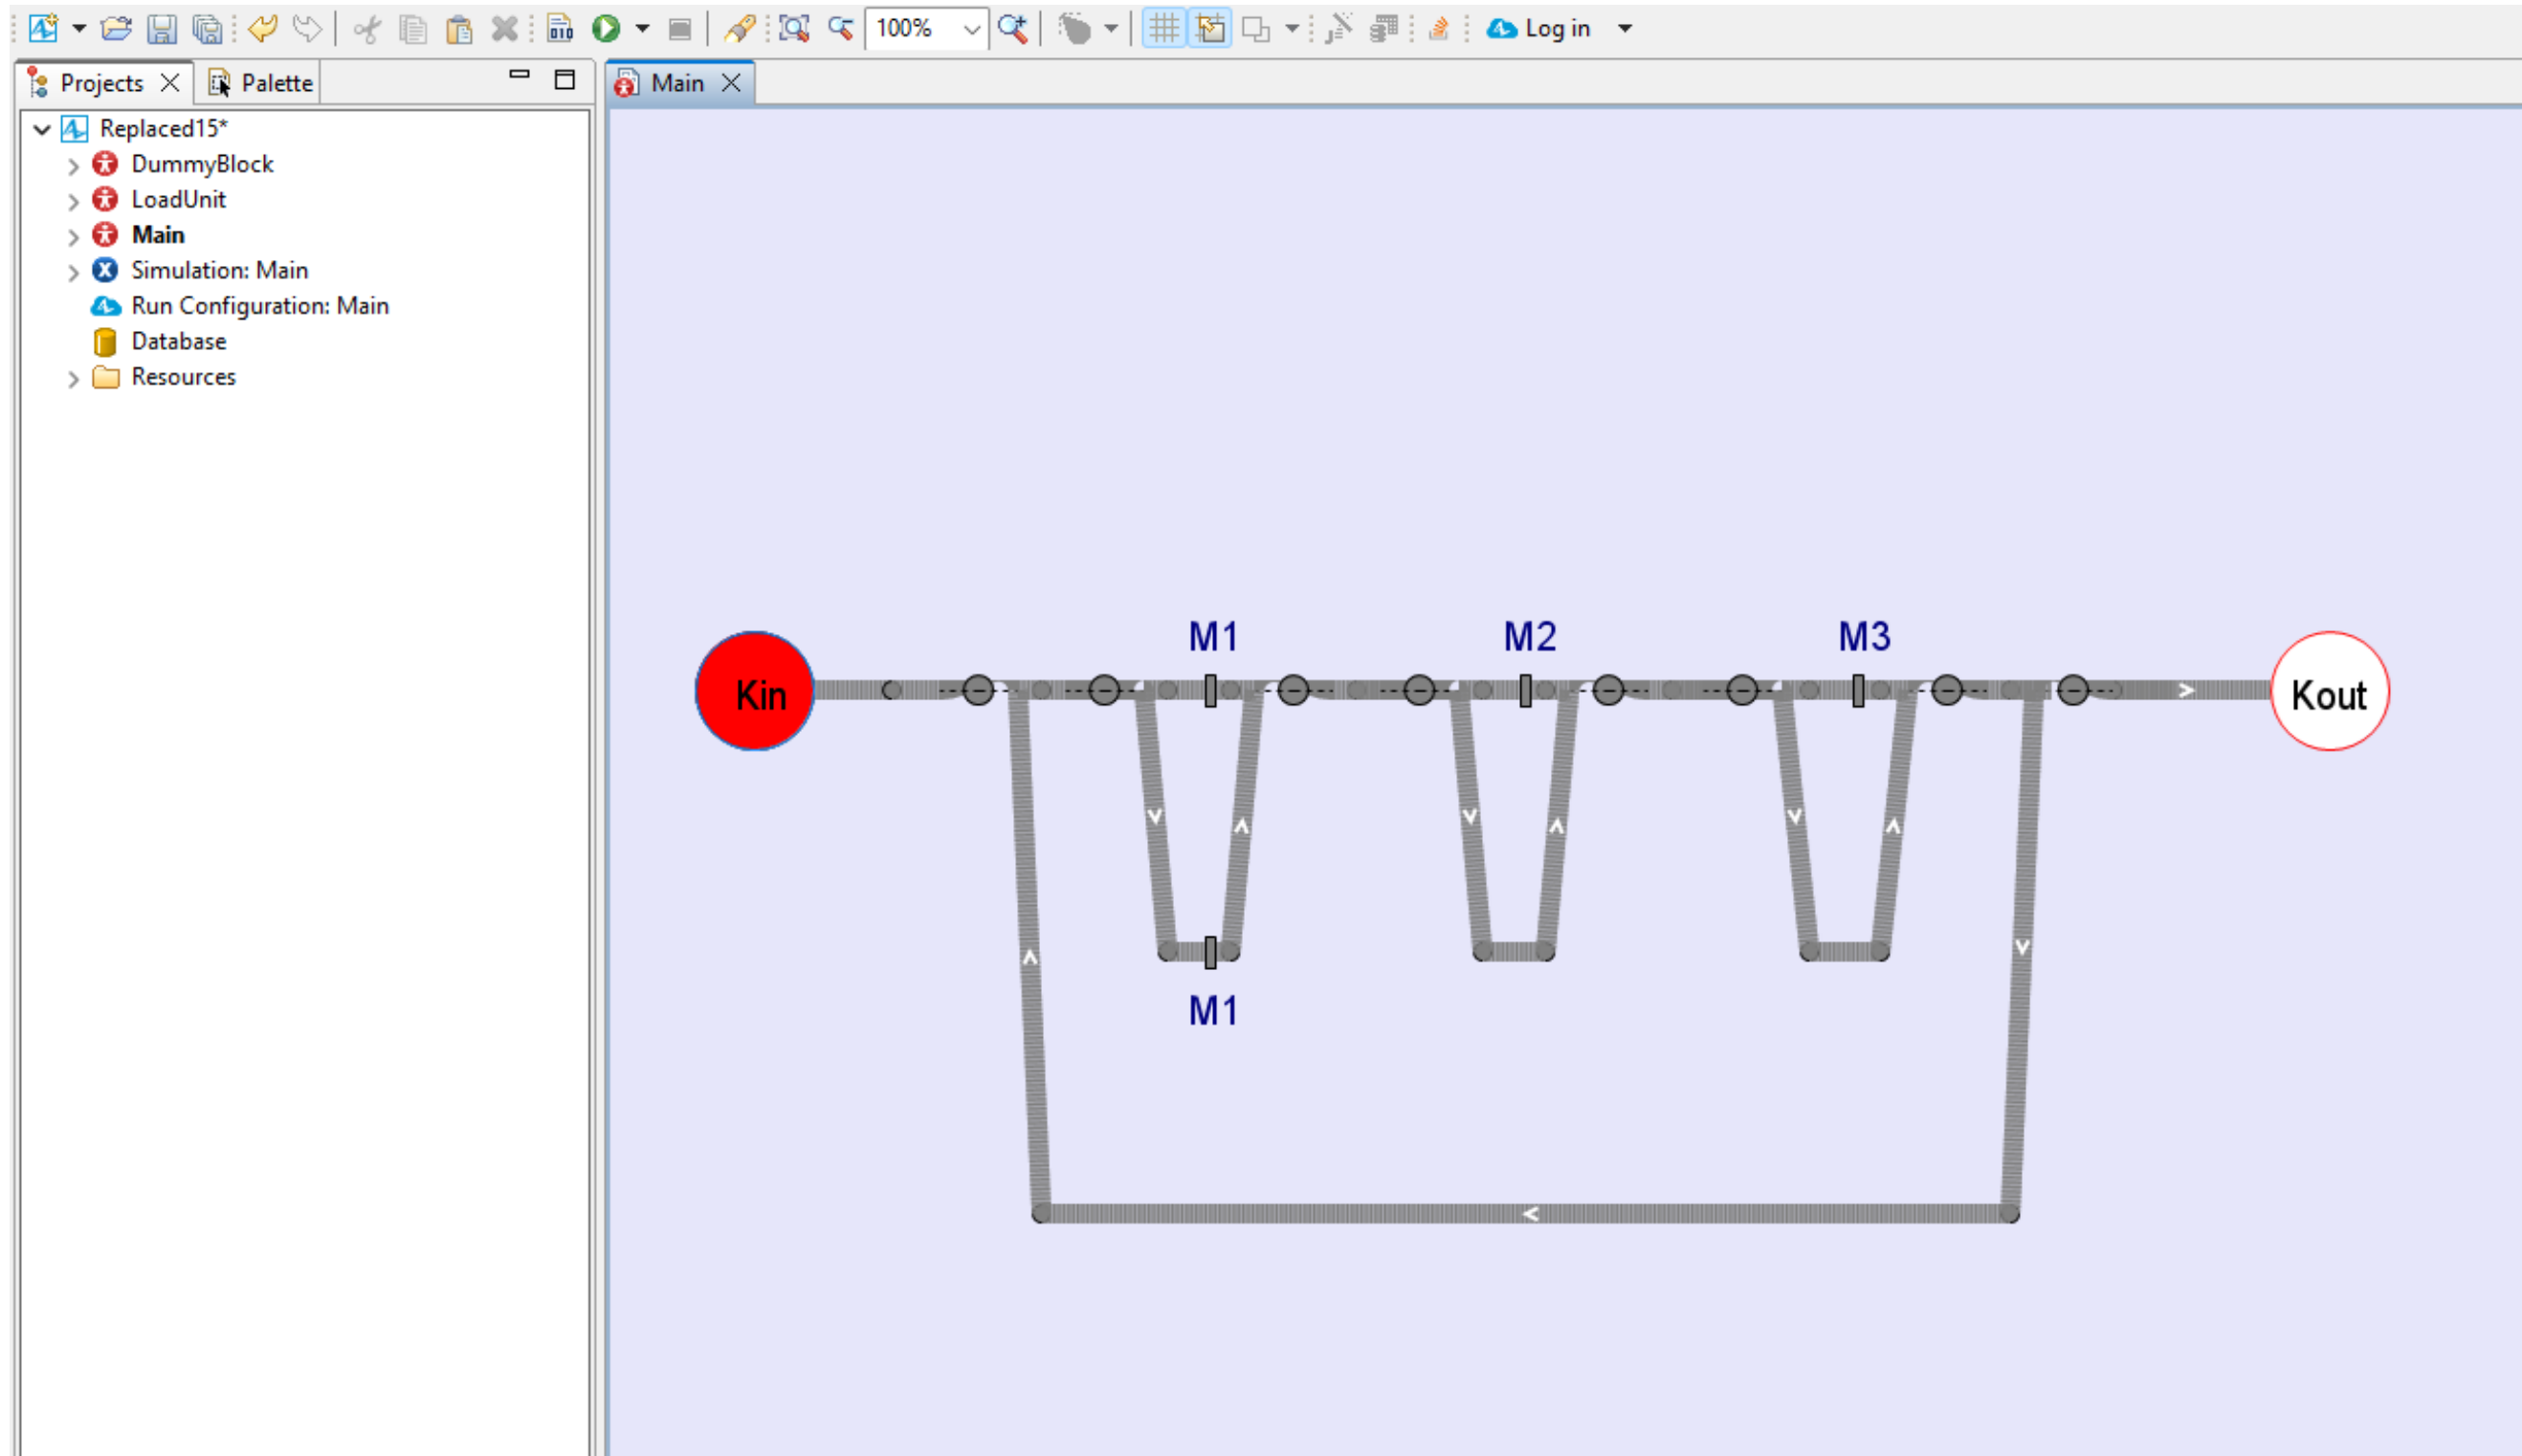 100%
Log in
Projects
Palette
Main
Replaced15*
DummyBlock
LoadUnit
Main
Simulation: Main
Run Configuration: Main
Database
Resources
M1
M2
M3
Kin
Kout
M1